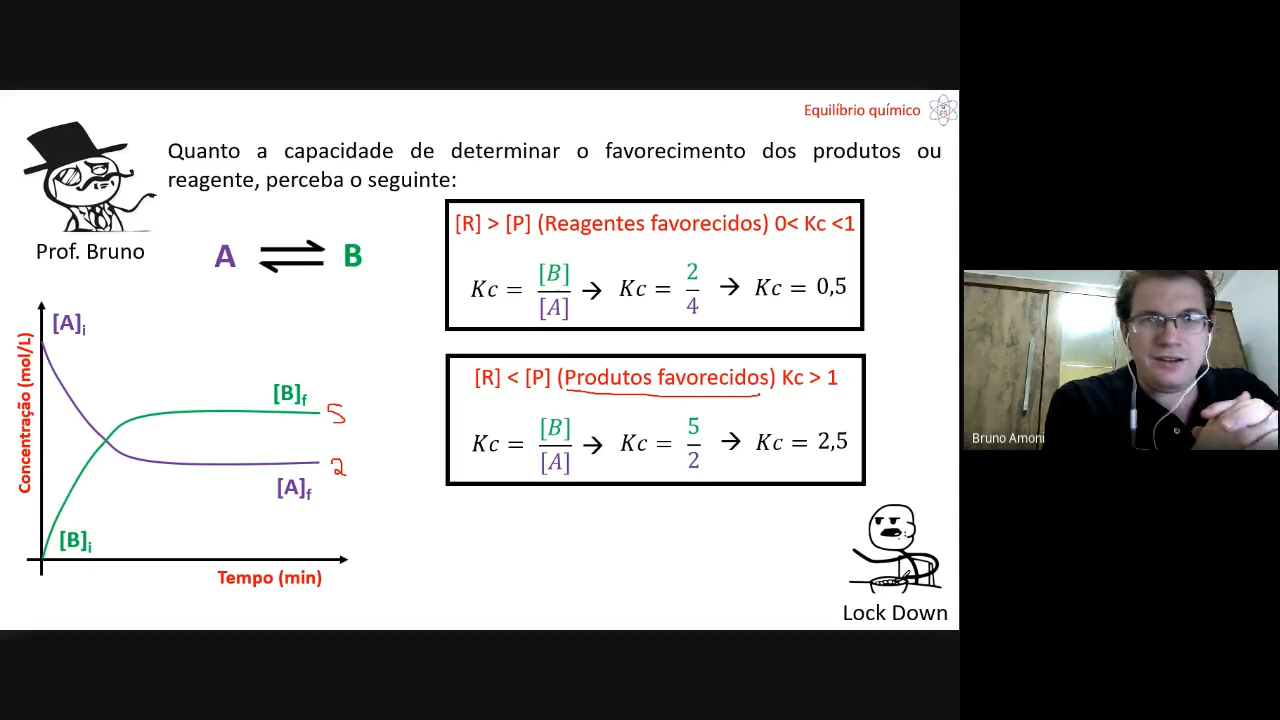 Equilíbrio químico
Quanto a capacidade de determinar o favorecimento dos produtos ou
reagente, perceba o seguinte:
Prof. Bruno
A ⇌ B
[R] > [P] (Reagentes favorecidos) 0< Kc <1
Kc = [B]/[A] → Kc = 2/4 → Kc = 0,5
[R] < [P] (Produtos favorecidos) Kc > 1
Kc = [B]/[A] → Kc = 5/2 → Kc = 2,5
Concentração (mol/L)
[A]i
[B]f 5
2
[A]f
[B]i
Tempo (min)
Lock Down
Bruno Amoni